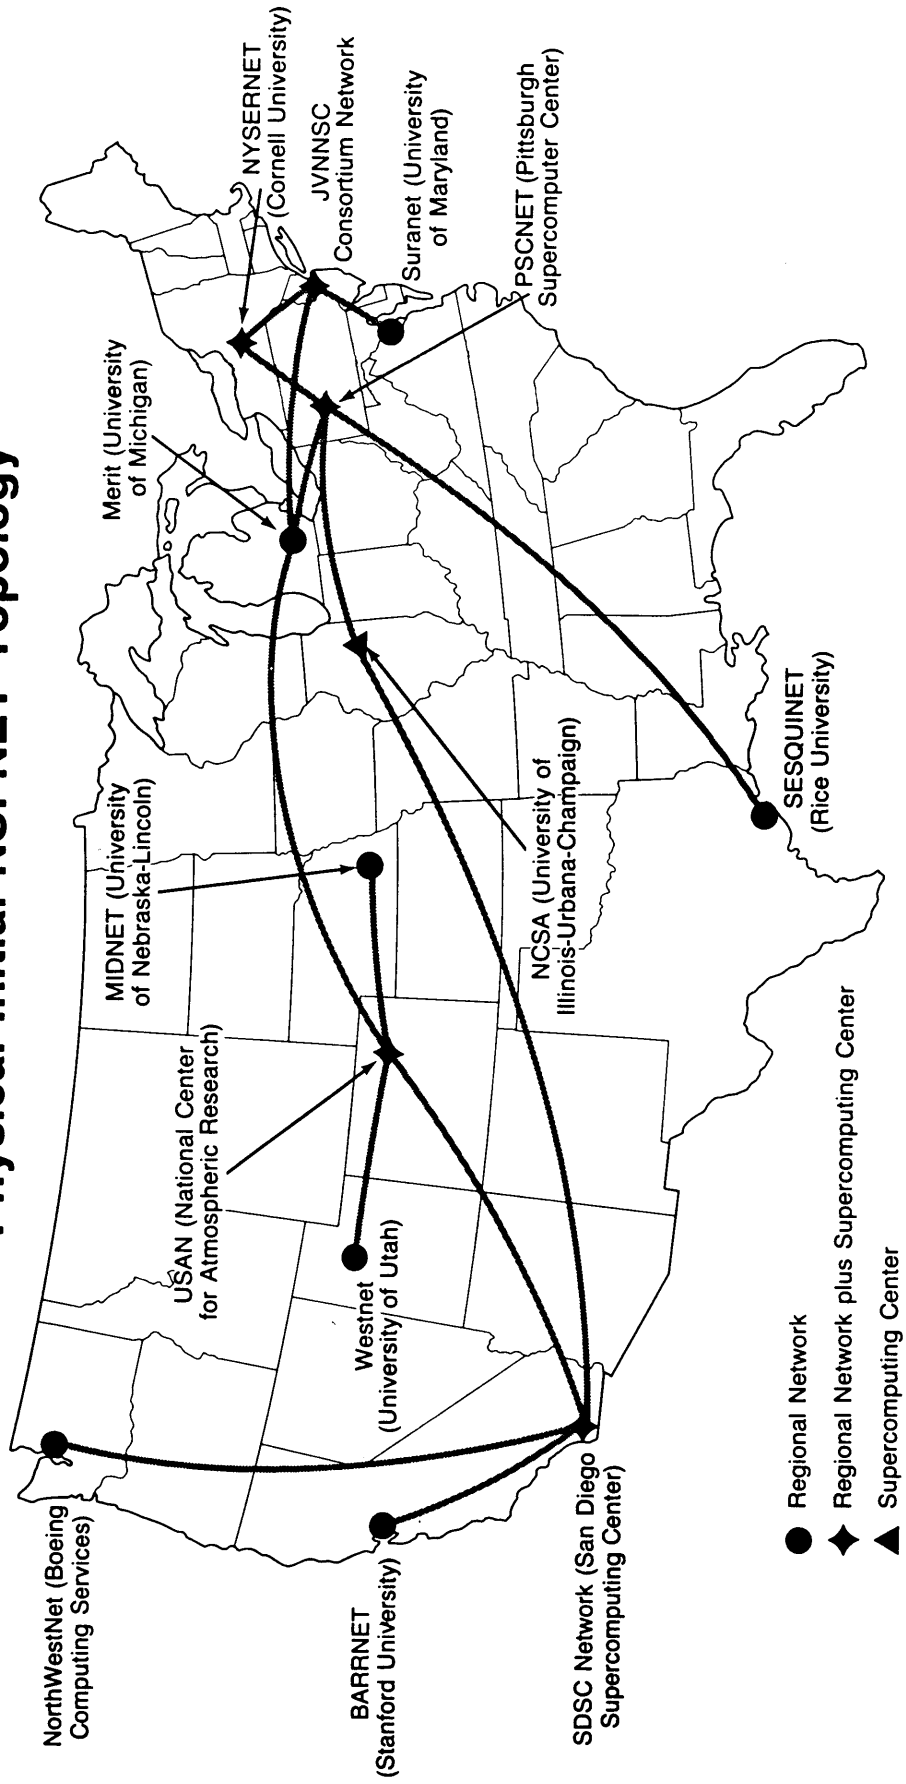 Physical Initial NSFNET Topology
NorthWestNet (Boeing
Computing Services)
BARRNET
(Stanford University)
SDSC Network (San Diego
Supercomputing Center)
Westnet
(University of Utah)
USAN (National Center
for Atmospheric Research)
MIDNET (University
of Nebraska-Lincoln)
NCSA (University of
Illinois-Urbana-Champaign)
SESQUINET
(Rice University)
Merit (University
of Michigan)
NYSERNET
(Cornell University)
JVNNSC
Consortium Network
Suranet (University
of Maryland)
PSCNET (Pittsburgh
Supercomputer Center)
Regional Network
Regional Network plus Supercomputing Center
Supercomputing Center